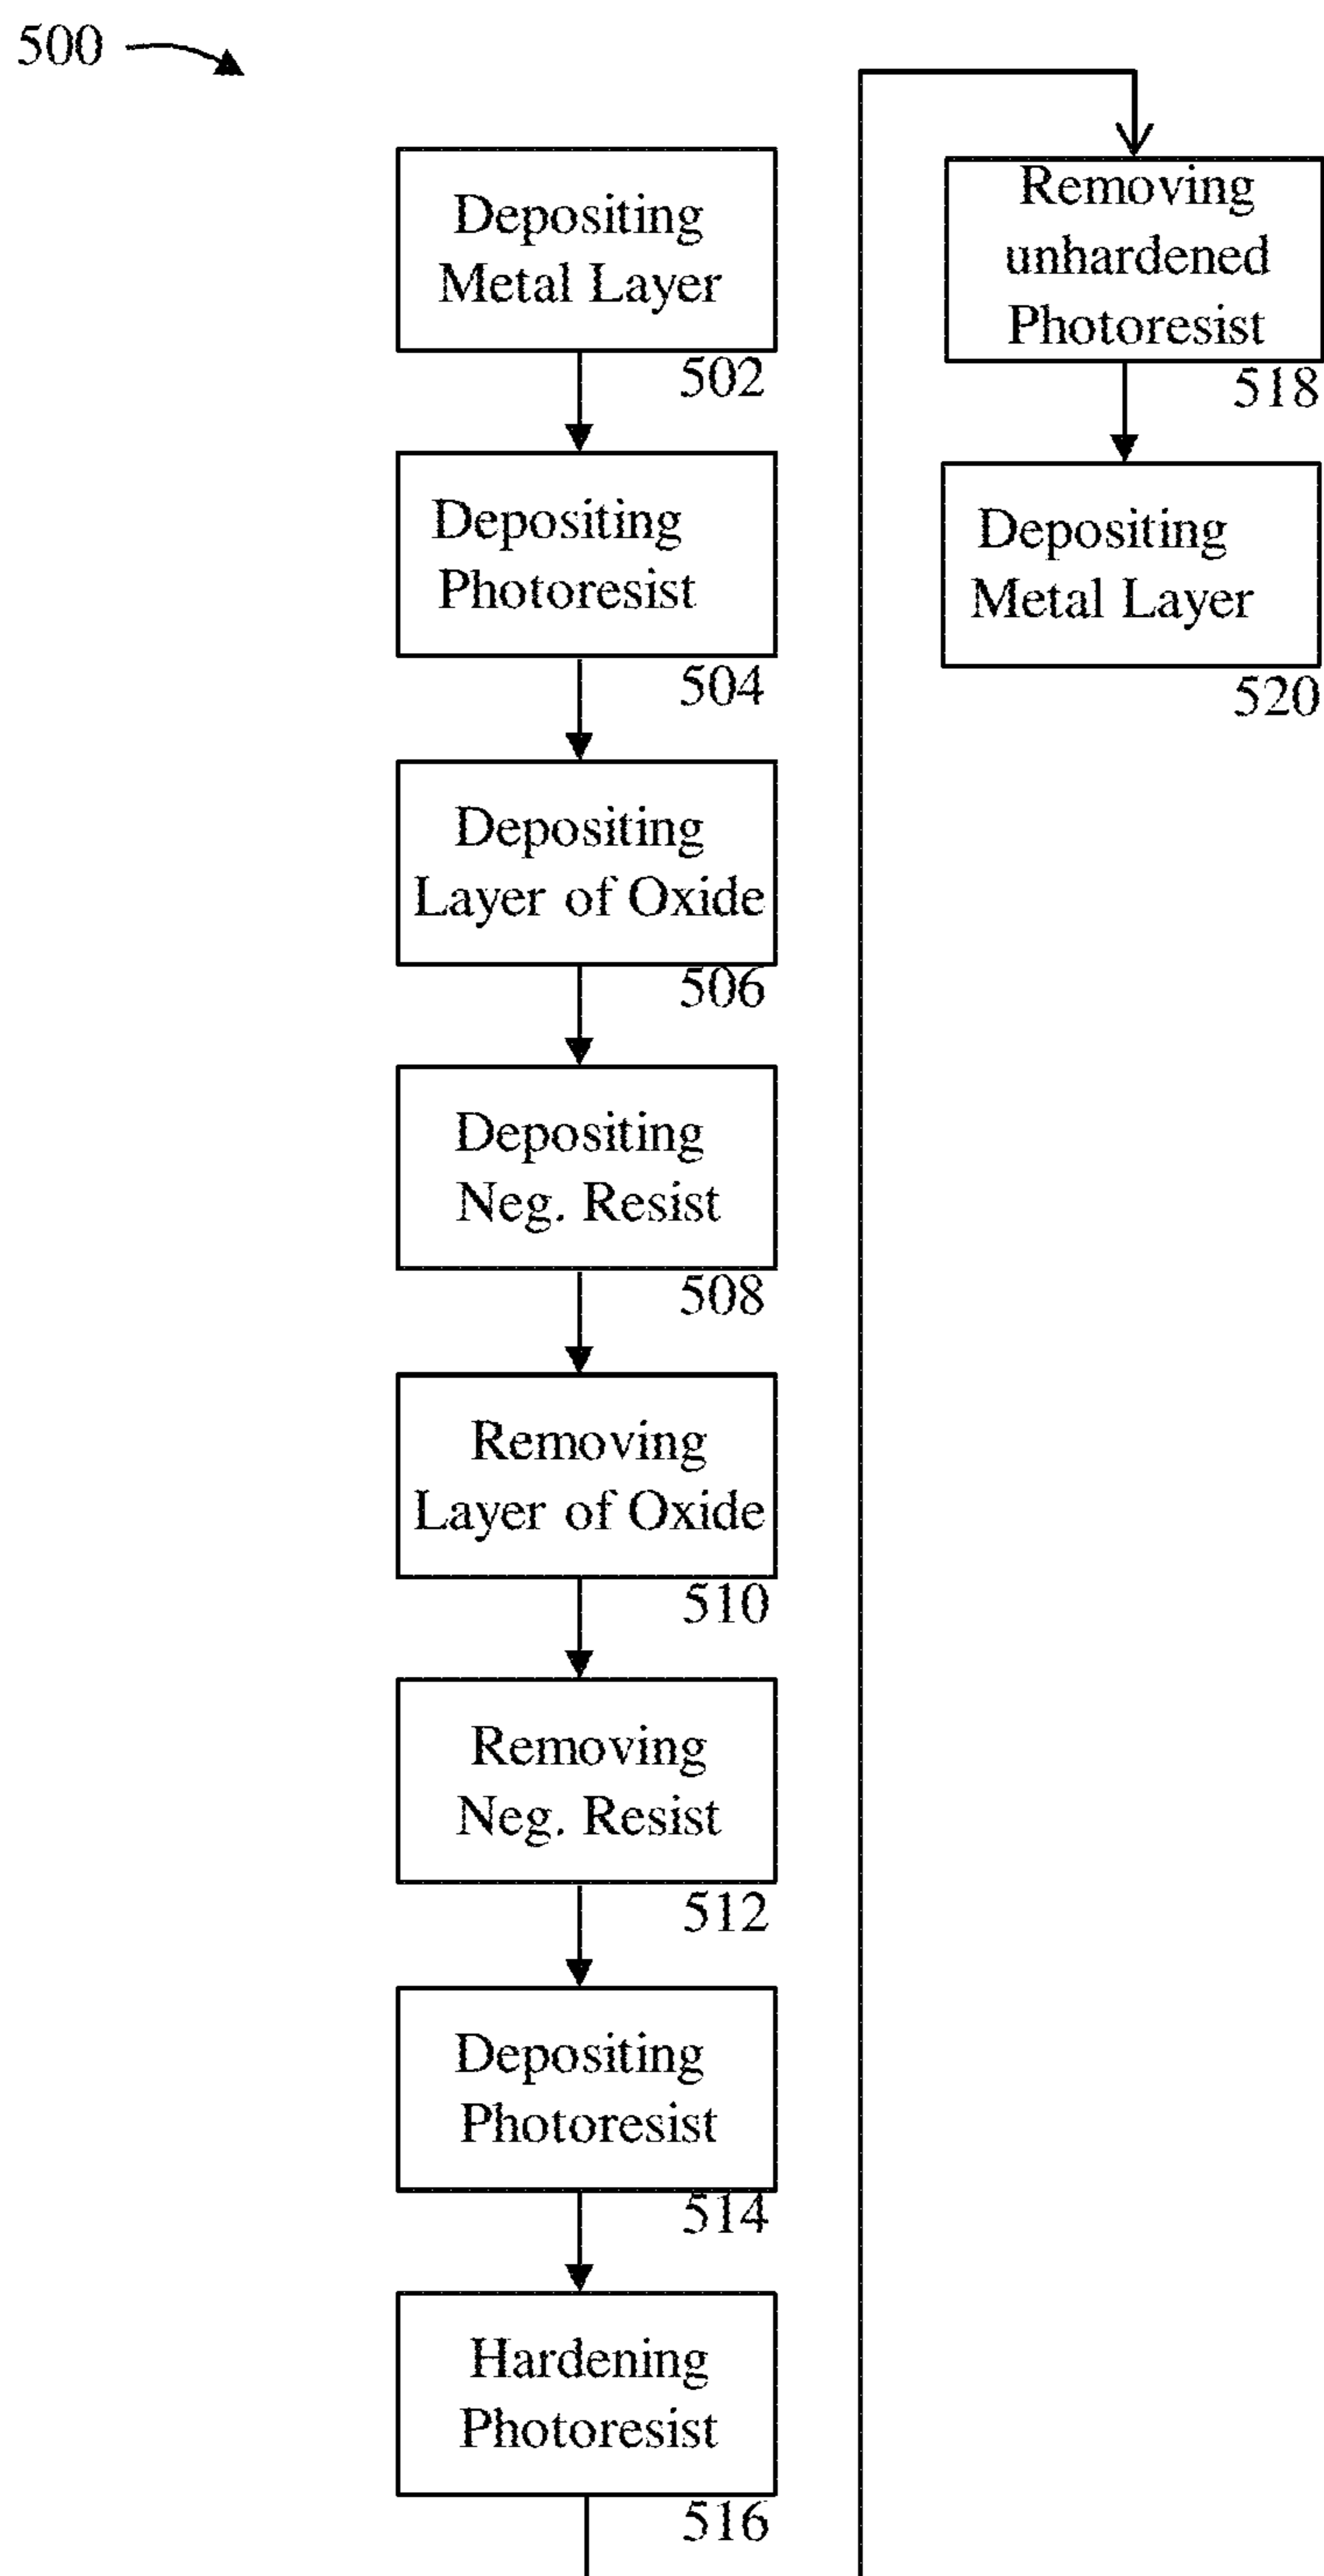 500
Depositing
Metal Layer
502
Depositing
Photoresist
504
Depositing
Layer of Oxide
506
Depositing
Neg. Resist
508
Removing
Layer of Oxide
510
Removing
Neg. Resist
512
Depositing
Photoresist
514
Hardening
Photoresist
516
Removing
unhardened
Photoresist
518
Depositing
Metal Layer
520